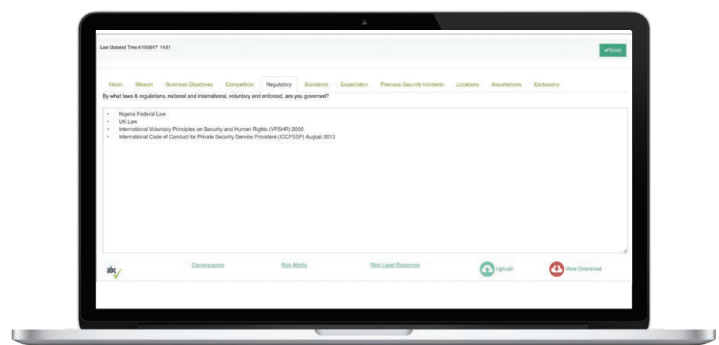 Last Updated Time:4/19/2017 14:51
Save
Vision Mission Business Objectives Competition Regulatory Standards Expectation Previous Security Incidents Locations Assumptions Exclusions
By what laws & regulations, national and international, voluntary and enforced, are you governed?
Nigeria Federal Law
UK Law
International Voluntary Principles on Security and Human Rights (VPSHR) 2000
International Code of Conduct for Private Security Service Providers (ICCPSSP) August 2013
abc Consequence Risk Matrix Risk Level Response Upload View Download